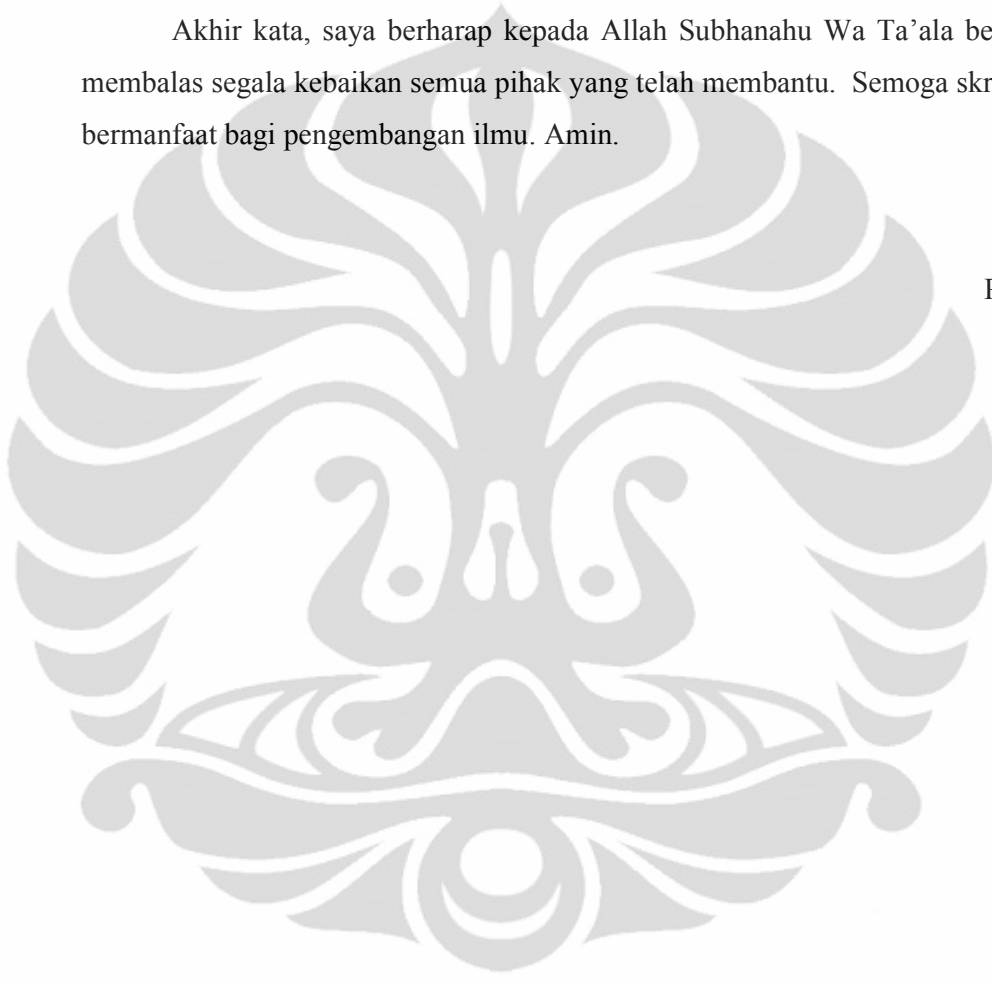 Akhir kata, saya berharap kepada Allah Subhanahu Wa Ta’ala
membalas segala kebaikan semua pihak yang telah membantu.  Semoga
bermanfaat bagi pengembangan ilmu. Amin.